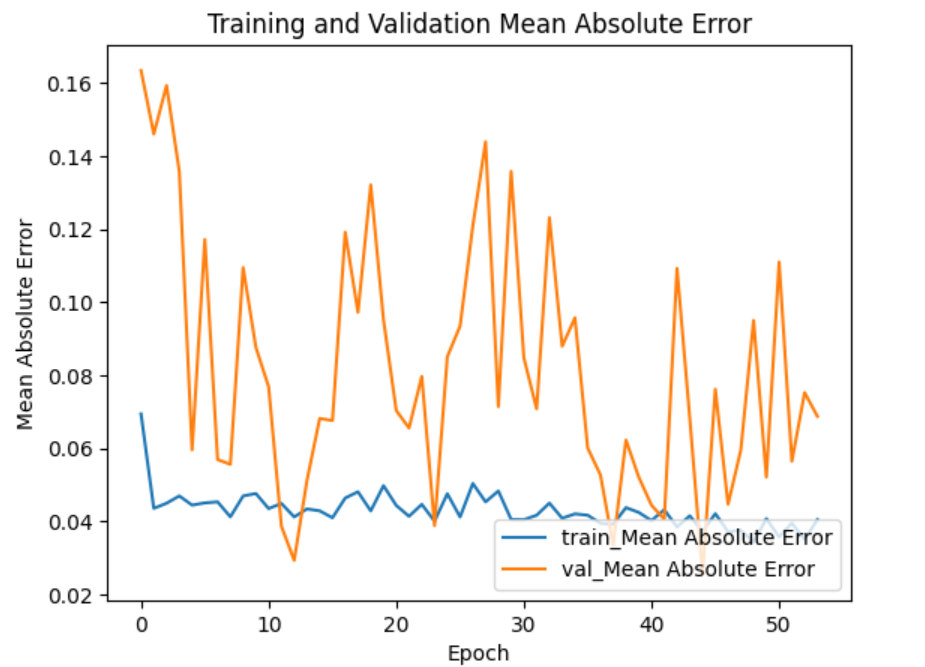 Training and Validation Mean Absolute Error
Mean Absolute Error
0.16
0.14
0.12
0.10
0.08
0.06
0.04
0.02
train_Mean Absolute Error
val_Mean Absolute Error
0 10 20 30 40 50
Epoch